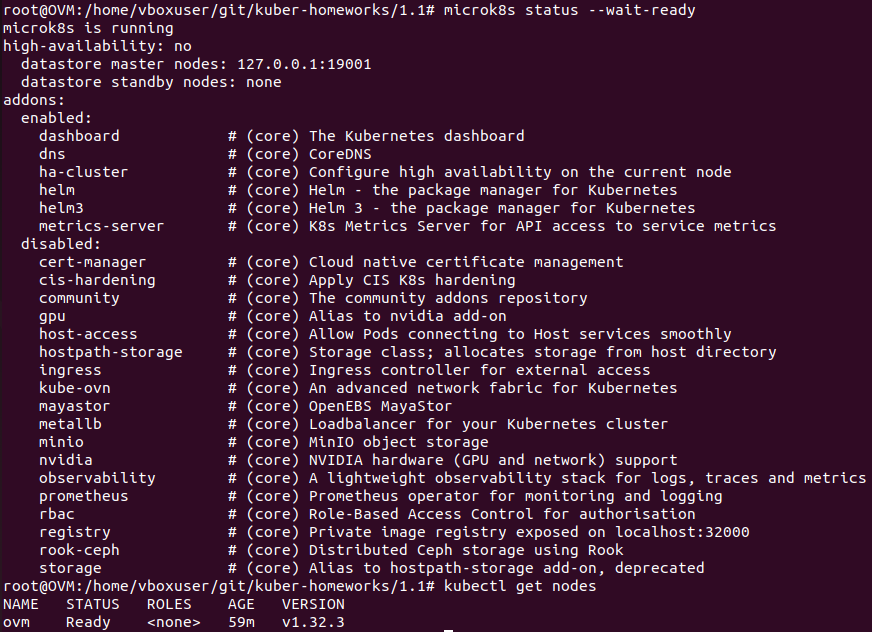 root@OVM:/home/vboxuser/git/kuber-homeworks/1.1# microk8s status --wait-ready
microk8s is running
high-availability: no
  datastore master nodes: 127.0.0.1:19001
  datastore standby nodes: none
addons:
  enabled:
    dashboard            # (core) The Kubernetes dashboard
    dns                  # (core) CoreDNS
    ha-cluster           # (core) Configure high availability on the current node
    helm                 # (core) Helm - the package manager for Kubernetes
    helm3                # (core) Helm 3 - the package manager for Kubernetes
    metrics-server       # (core) K8s Metrics Server for API access to service metrics
  disabled:
    cert-manager         # (core) Cloud native certificate management
    cis-hardening        # (core) Apply CIS K8s hardening
    community            # (core) The community addons repository
    gpu                  # (core) Alias to nvidia add-on
    host-access          # (core) Allow Pods connecting to Host services smoothly
    hostpath-storage     # (core) Storage class; allocates storage from host directory
    ingress              # (core) Ingress controller for external access
    kube-ovn             # (core) An advanced network fabric for Kubernetes
    mayastor             # (core) OpenEBS MayaStor
    metallb              # (core) Loadbalancer for your Kubernetes cluster
    minio                # (core) MinIO object storage
    nvidia               # (core) NVIDIA hardware (GPU and network) support
    observability        # (core) A lightweight observability stack for logs, traces and metrics
    prometheus           # (core) Prometheus operator for monitoring and logging
    rbac                 # (core) Role-Based Access Control for authorisation
    registry             # (core) Private image registry exposed on localhost:32000
    rook-ceph            # (core) Distributed Ceph storage using Rook
    storage              # (core) Alias to hostpath-storage add-on, deprecated
root@OVM:/home/vboxuser/git/kuber-homeworks/1.1# kubectl get nodes
NAME   STATUS   ROLES    AGE   VERSION
ovm    Ready    <none>   59m   v1.32.3